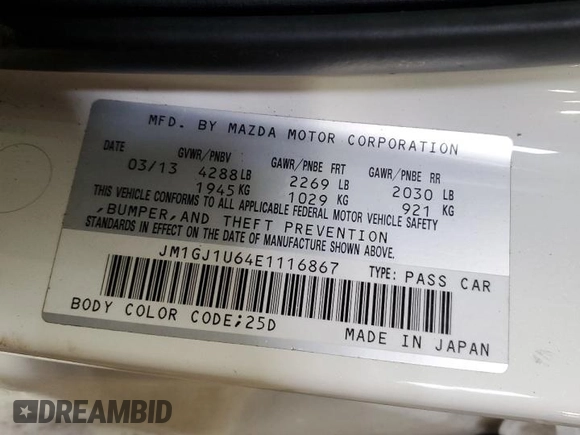 MFD. BY MAZDA MOTOR CORPORATION
DATE GVWR/PNBV GAWR/PNBE FRT GAWR/PNBE RR
03/13 4288 LB 2269 LB 2030 LB
1945 KG 1029 KG 921 KG
THIS VEHICLE CONFORMS TO ALL APPLICABLE FEDERAL MOTOR VEHICLE SAFETY
,BUMPER,AND THEFT PREVENTION
STANDARDS IN EFFECT ON THE DATE OF MANUFACTURE SHOWN ABOVE.
JM1GJ1U64E1116867 TYPE: PASS CAR
BODY COLOR CODE;25D MADE IN JAPAN
DREAMBID